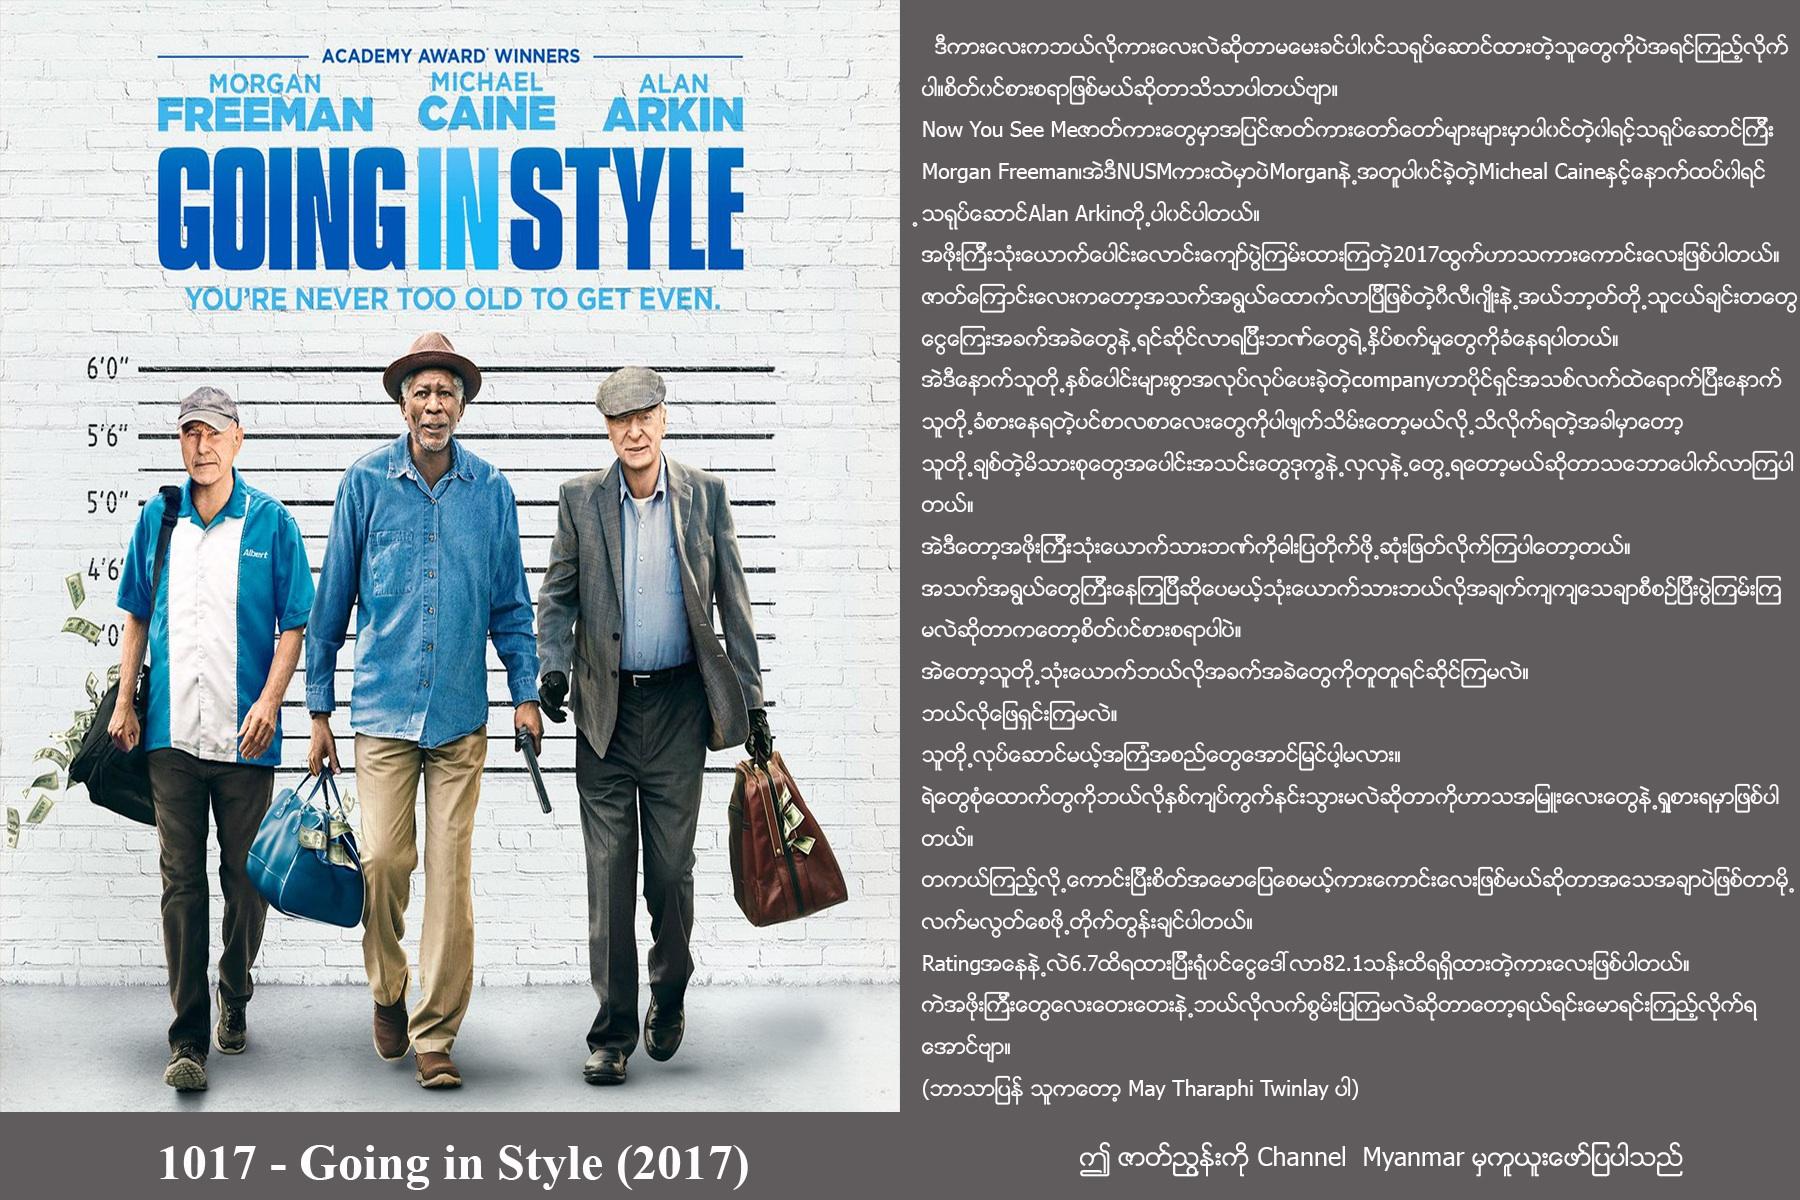 ACADEMY AWARD WINNERS
MORGAN FREEMAN
MICHAEL CAINE
ALAN ARKIN
GOING IN STYLE
YOU'RE NEVER TOO OLD TO GET EVEN.
6'0"
5'6"
5'0"
4'6
'0"
Albert
ဒီကားလေးကဘယ်လိုကားလေးလဲဆိုတာမမေးခင်ပါဝင်သရုပ်ဆောင်ထားတဲ့သူတွေကိုပဲအရင်ကြည့်လိုက်
ပါ။စိတ်ဝင်စားစရာဖြစ်မယ်ဆိုတာသိသာပါတယ်ဗျာ။
Now You See Meဇာတ်ကားတွေမှာအပြင်ဇာတ်ကားတော်တော်များများမှာပါဝင်တဲ့ဝါရင့်သရုပ်ဆောင်ကြီး
Morgan Freeman၊အဲဒီNUSMကားထဲမှာပဲMorganနဲ့အတူပါဝင်ခဲ့တဲ့Micheal Caineနှင့်နောက်ထပ်ဝါရင်
့သရုပ်ဆောင်Alan Arkinတို့ပါဝင်ပါတယ်။
အဖိုးကြီးသုံးယောက်ပေါင်းလောင်းကျော်ပွဲကြမ်းထားကြတဲ့2017ထွက်ဟာသကားကောင်းလေးဖြစ်ပါတယ်။
ဇာတ်ကြောင်းလေးကတော့အသက်အရွယ်ထောက်လာပြီဖြစ်တဲ့ဂီလီ၊ဂျိုးနဲ့အယ်ဘာ့တ်တို့သူငယ်ချင်းတတွေ
ငွေကြေးအခက်အခဲတွေနဲ့ရင်ဆိုင်လာရပြီးဘဏ်တွေရဲ့နှိပ်စက်မှုတွေကိုခံနေရပါတယ်။
အဲဒီနောက်သူတို့နှစ်ပေါင်းများစွာအလုပ်လုပ်ပေးခဲ့တဲ့companyဟာပိုင်ရှင်အသစ်လက်ထဲရောက်ပြီးနောက်
သူတို့ခံစားနေရတဲ့ပင်စာလစာလေးတွေကိုပါဖျက်သိမ်းတော့မယ်လို့သိလိုက်ရတဲ့အခါမှာတော့
သူတို့ချစ်တဲ့မိသားစုတွေအပေါင်းအသင်းတွေဒုက္ခနဲ့လှလှနဲ့တွေ့ရတော့မယ်ဆိုတာသဘောပေါက်လာကြပါ
တယ်။
အဲဒီတော့အဖိုးကြီးသုံးယောက်သားဘဏ်ကိုဓါးပြတိုက်ဖို့ဆုံးဖြတ်လိုက်ကြပါတော့တယ်။
အသက်အရွယ်တွေကြီးနေကြပြီဆိုပေမယ့်သုံးယောက်သားဘယ်လိုအချက်ကျကျသေချာစီစဉ်ပြီးပွဲကြမ်းကြ
မလဲဆိုတာကတော့စိတ်ဝင်စားစရာပါပဲ။
အဲတော့သူတို့သုံးယောက်ဘယ်လိုအခက်အခဲတွေကိုတူတူရင်ဆိုင်ကြမလဲ။
ဘယ်လိုဖြေရှင်းကြမလဲ။
သူတို့လုပ်ဆောင်မယ့်အကြံအစည်တွေအောင်မြင်ပါ့မလား။
ရဲတွေစုံထောက်တွကိုဘယ်လိုနှစ်ကျပ်ကွက်နင်းသွားမလဲဆိုတာကိုဟာသအမြူးလေးတွေနဲ့ရှုစားရမှာဖြစ်ပါ
တယ်။
တကယ်ကြည့်လို့ကောင်းပြီးစိတ်အမောပြေစေမယ့်ကားကောင်းလေးဖြစ်မယ်ဆိုတာအသေအချာပဲဖြစ်တာမို့
လက်မလွတ်စေဖို့တိုက်တွန်းချင်ပါတယ်။
Ratingအနေနဲ့လဲ6.7ထိရထားပြီးရုံဝင်ငွေဒေါ်လာ82.1သန်းထိရရှိထားတဲ့ကားလေးဖြစ်ပါတယ်။
ကဲအဖိုးကြီးတွေလေးတေးတေးနဲ့ဘယ်လိုလက်စွမ်းပြကြမလဲဆိုတာတော့ရယ်ရင်းမောရင်းကြည့်လိုက်ရ
အောင်ဗျာ။
(ဘာသာပြန် သူကတော့ May Tharaphi Twinlay ပါ)
1017 - Going in Style (2017)
ဤ ဇာတ်ညွှန်းကို Channel Myanmar မှကူယူးဖော်ပြပါသည်